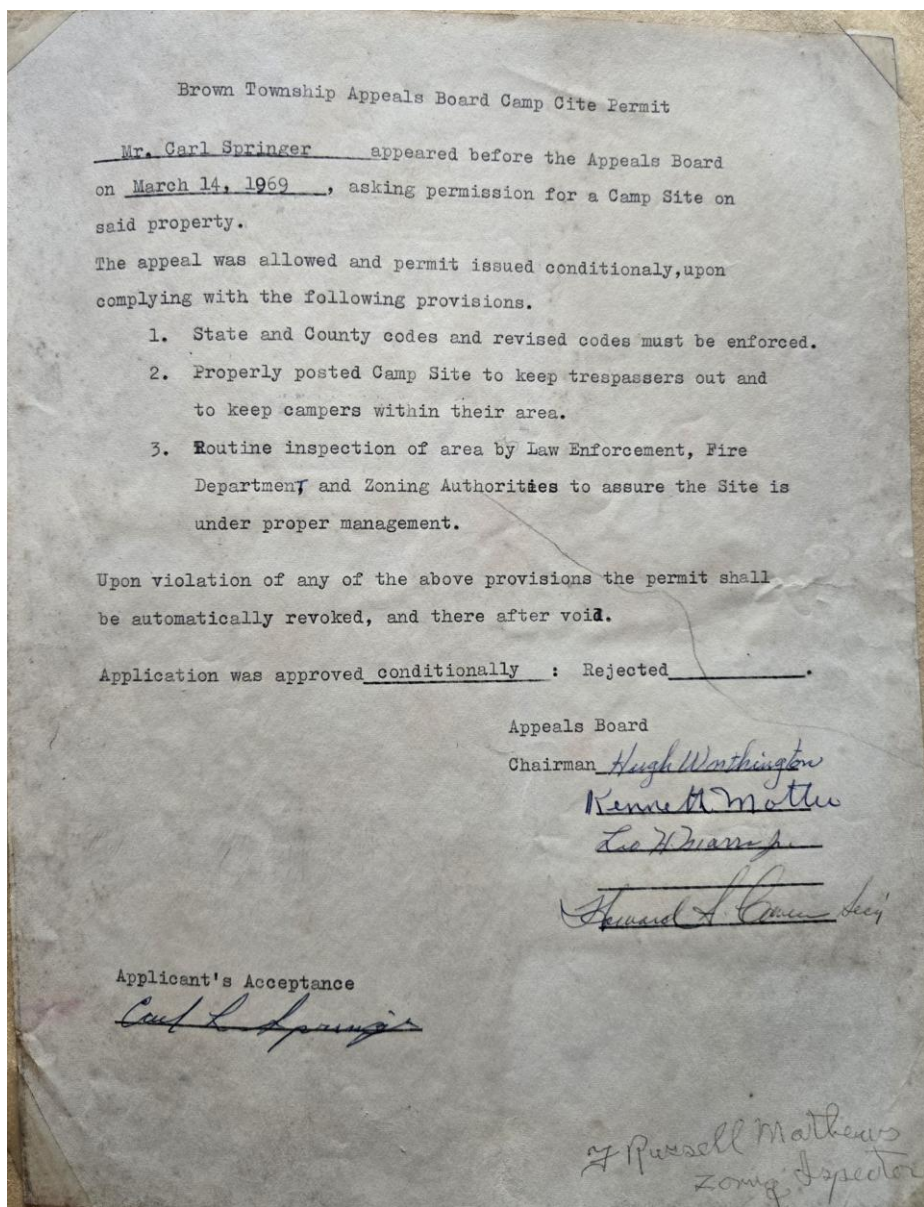 Brown Township Appeals Board Camp Cite Permit
Mr. Carl Springer appeared before the Appeals Board
on March 14, 1969, asking permission for a Camp Site on
said property.
The appeal was allowed and permit issued conditionaly,upon
complying with the following provisions.
1. State and County codes and revised codes must be enforced.
2. Properly posted Camp Site to keep trespassers out and
to keep campers within their area.
3. Routine inspection of area by Law Enforcement, Fire
Department and Zoning Authorities to assure the Site is
under proper management.
Upon violation of any of the above provisions the permit shall
be automatically revoked, and there after void.
Application was approved conditionally : Rejected.
Appeals Board
Chairman Hugh Worthington
Kenneth
Leo H
Howard Sec'y
Applicant's Acceptance
Carl L. Springer
F Russell Mathews
Zoning Ispector